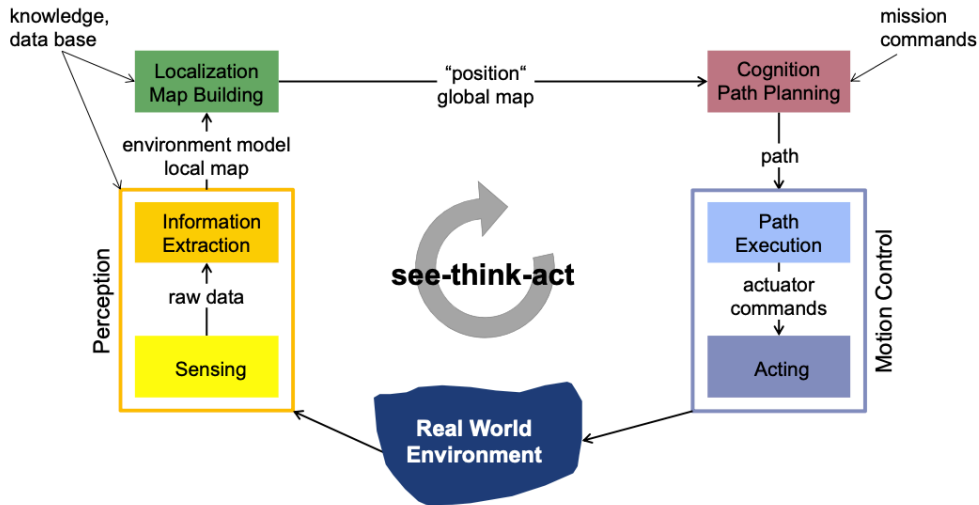 knowledge,
data base
mission
commands
Localization
Map Building
“position“
global map
Cognition
Path Planning
environment model
local map
path
Perception
Information
Extraction
raw data
Sensing
see-think-act
Path
Execution
actuator
commands
Acting
Motion Control
Real World
Environment